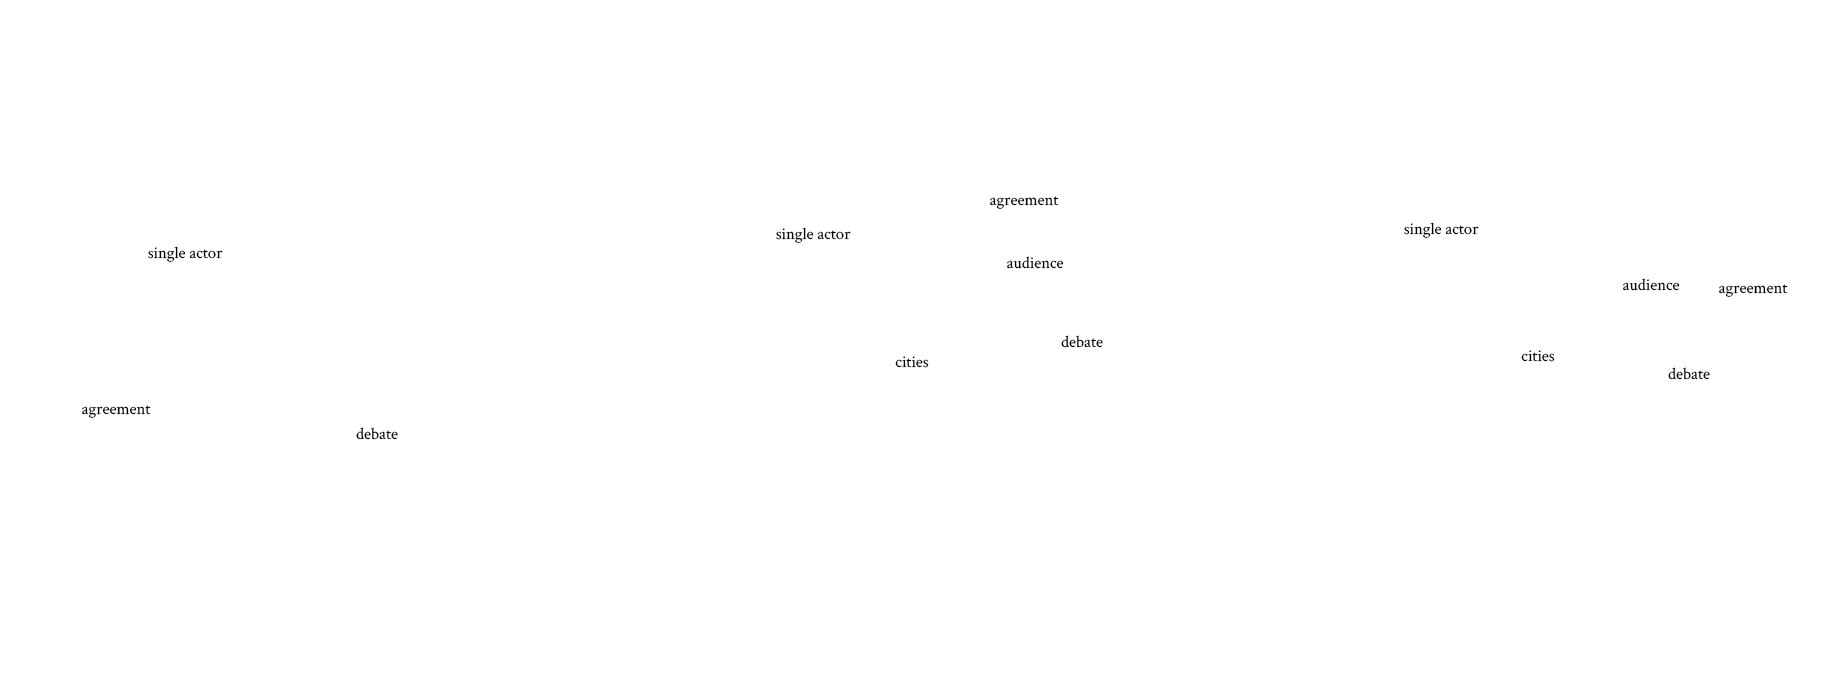 single actor
agreement
debate
agreement
single actor
audience
debate
cities
single actor
audience
agreement
cities
debate